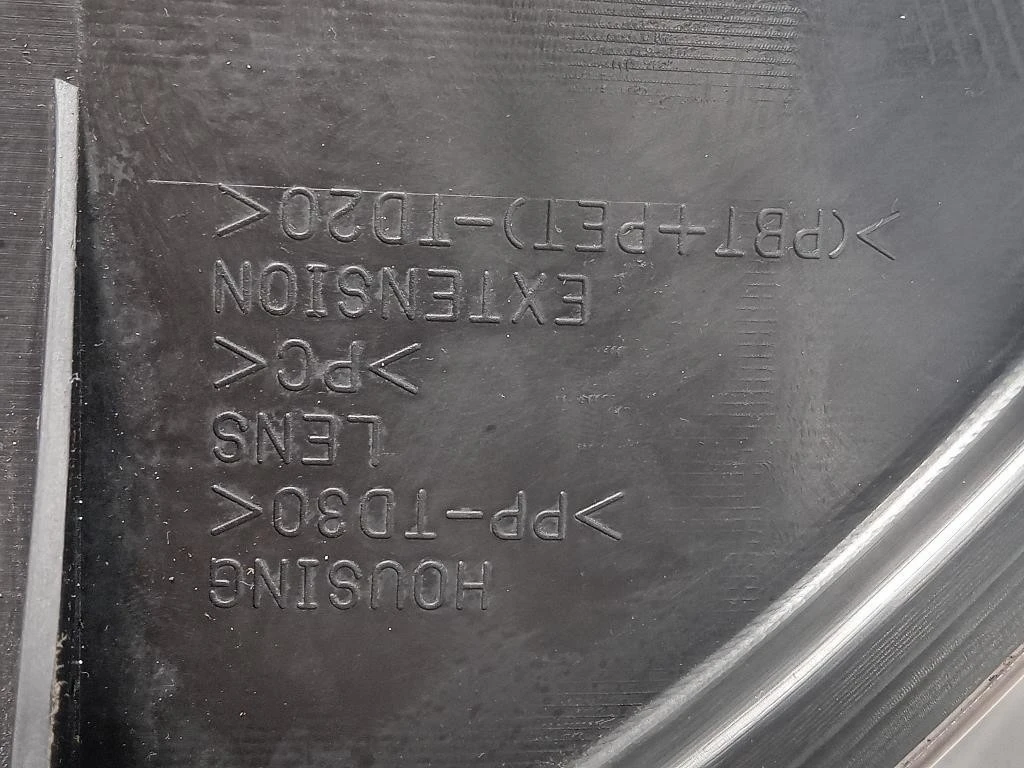 HOUSING
>PP-TD30<
LENS
>PC<
EXTENSION
>(PBT+PET)-TD20<